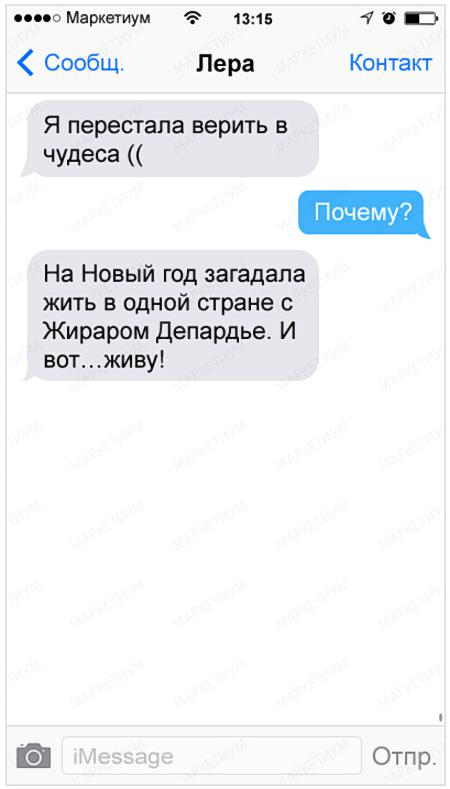 Маркетиум 13:15
Сообщ. Лера Контакт
Я перестала верить в
чудеса ((
Почему?
На Новый год загадала
жить в одной стране с
Жираром Депардье. И
вот...живу!
iMessage Отпр.
МАРКЕТИУМ